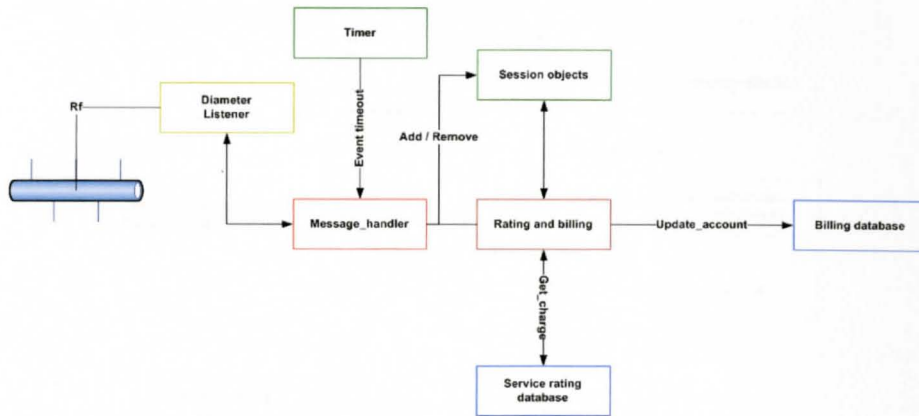 Timer
Session objects
Diameter
Listener
Rf
Event timeout
Add / Remove
Message_handler
Rating and billing
Update_account
Billing database
Get_charge
Service rating
database